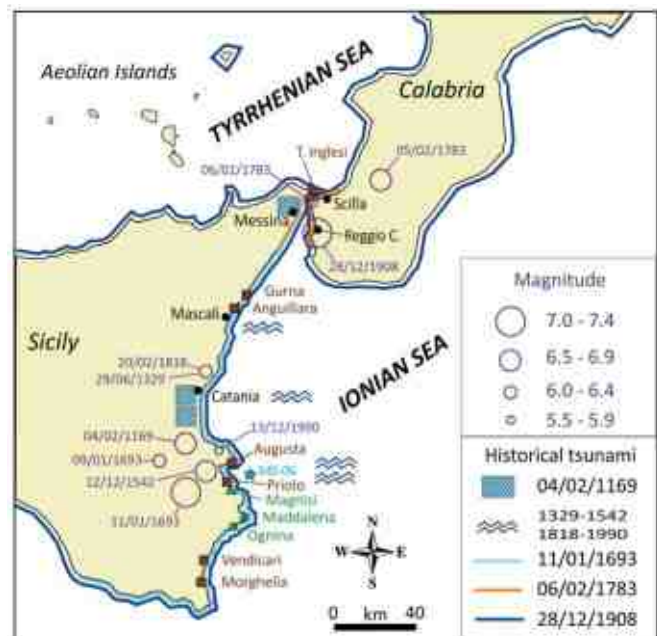 Aeolian Islands
TYRRHENIAN SEA
Calabria
T. Inglesi
06/01/1783
05/02/1783
Scilla
Messina
Reggio C.
28/12/1908
Gurna
Anguillara
Mascali
Sicily
20/02/1818
29/06/1329
Catania
IONIAN SEA
04/02/1169
13/12/1990
Augusta
09/01/1693
12/12/1542
MS-06
Priolo
Magnisi
11/01/1693
Maddalena
Ognina
Vendicari
Morghella
N
W
E
S
0 km 40
Magnitude
7.0 - 7.4
6.5 - 6.9
6.0 - 6.4
5.5 - 5.9
Historical tsunami
04/02/1169
1329-1542
1818-1990
11/01/1693
06/02/1783
28/12/1908